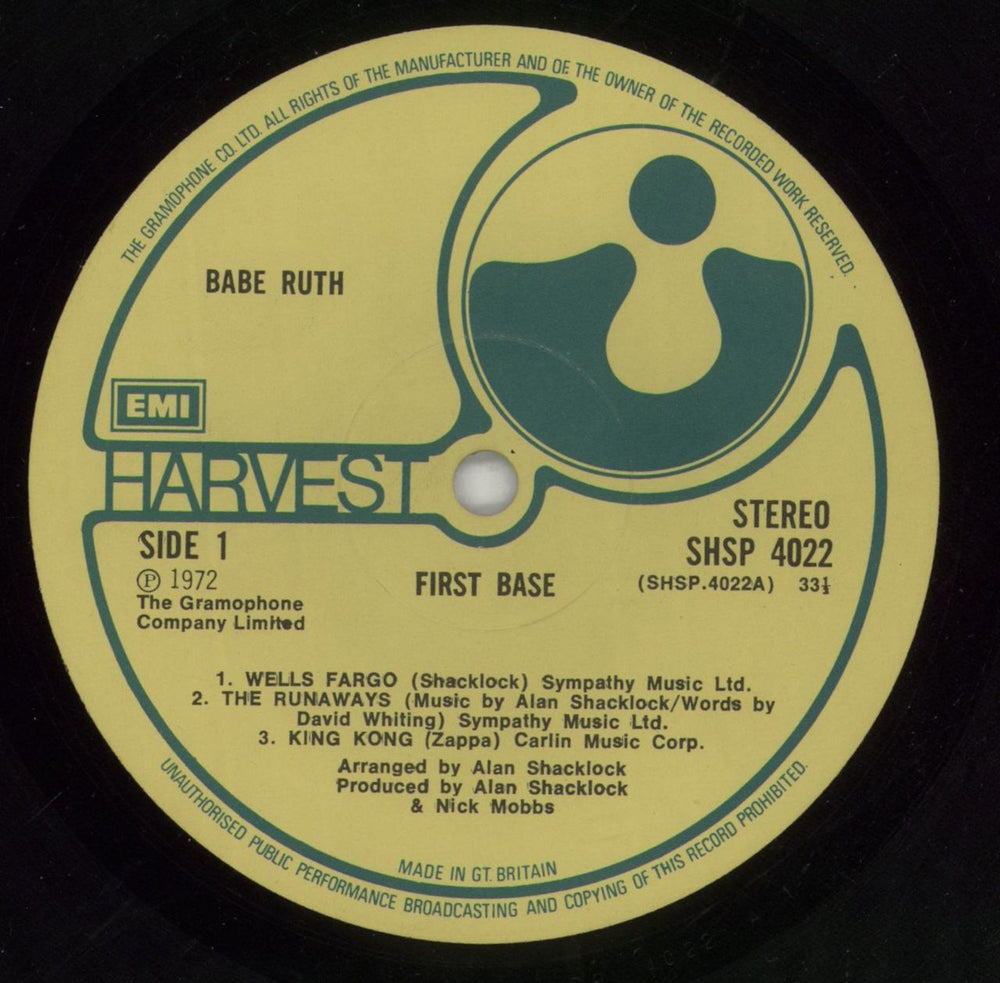 THE GRAMOPHONE CO. LTD. ALL RIGHTS OF THE MANUFACTURER AND OF THE OWNER OF THE RECORDED WORK RESERVED.
BABE RUTH
EMI
HARVEST
STEREO
SIDE 1
SHSP 4022
℗ 1972
FIRST BASE
(SHSP.4022A) 33⅓
The Gramophone
Company Limited
1. WELLS FARGO (Shacklock) Sympathy Music Ltd.
2. THE RUNAWAYS (Music by Alan Shacklock/Words by
David Whiting) Sympathy Music Ltd.
3. KING KONG (Zappa) Carlin Music Corp.
Arranged by Alan Shacklock
Produced by Alan Shacklock
& Nick Mobbs
MADE IN GT. BRITAIN
UNAUTHORISED PUBLIC PERFORMANCE BROADCASTING AND COPYING OF THIS RECORD PROHIBITED.